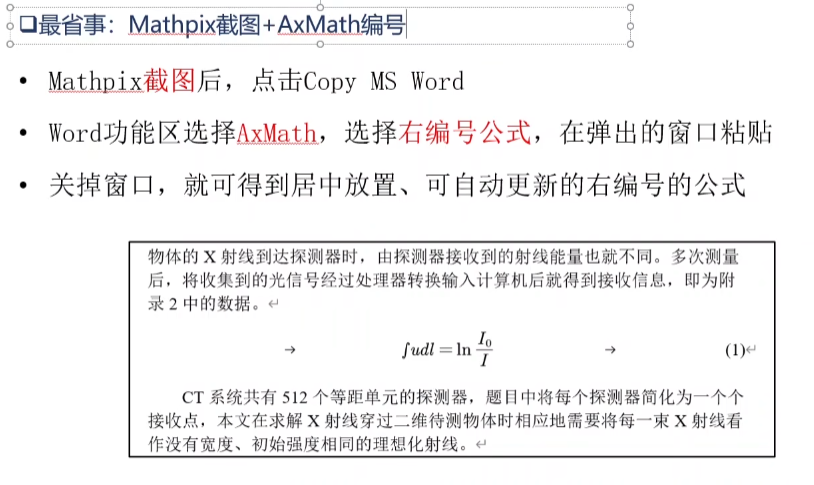 ❑最省事：Mathpix截图+AxMath编号
• Mathpix截图后，点击Copy MS Word
• Word功能区选择AxMath，选择右编号公式，在弹出的窗口粘贴
• 关掉窗口，就可得到居中放置、可自动更新的右编号的公式
物体的 X 射线到达探测器时，由探测器接收到的射线能量也就不同。多次测量
后，将收集到的光信号经过处理器转换输入计算机后就得到接收信息，即为附
录 2 中的数据。↵
→ ∫udl = ln I₀/I → (1)↵
CT 系统共有 512 个等距单元的探测器，题目中将每个探测器简化为一个个
接收点，本文在求解 X 射线穿过二维待测物体时相应地需要将每一束 X 射线看
作没有宽度、初始强度相同的理想化射线。↵